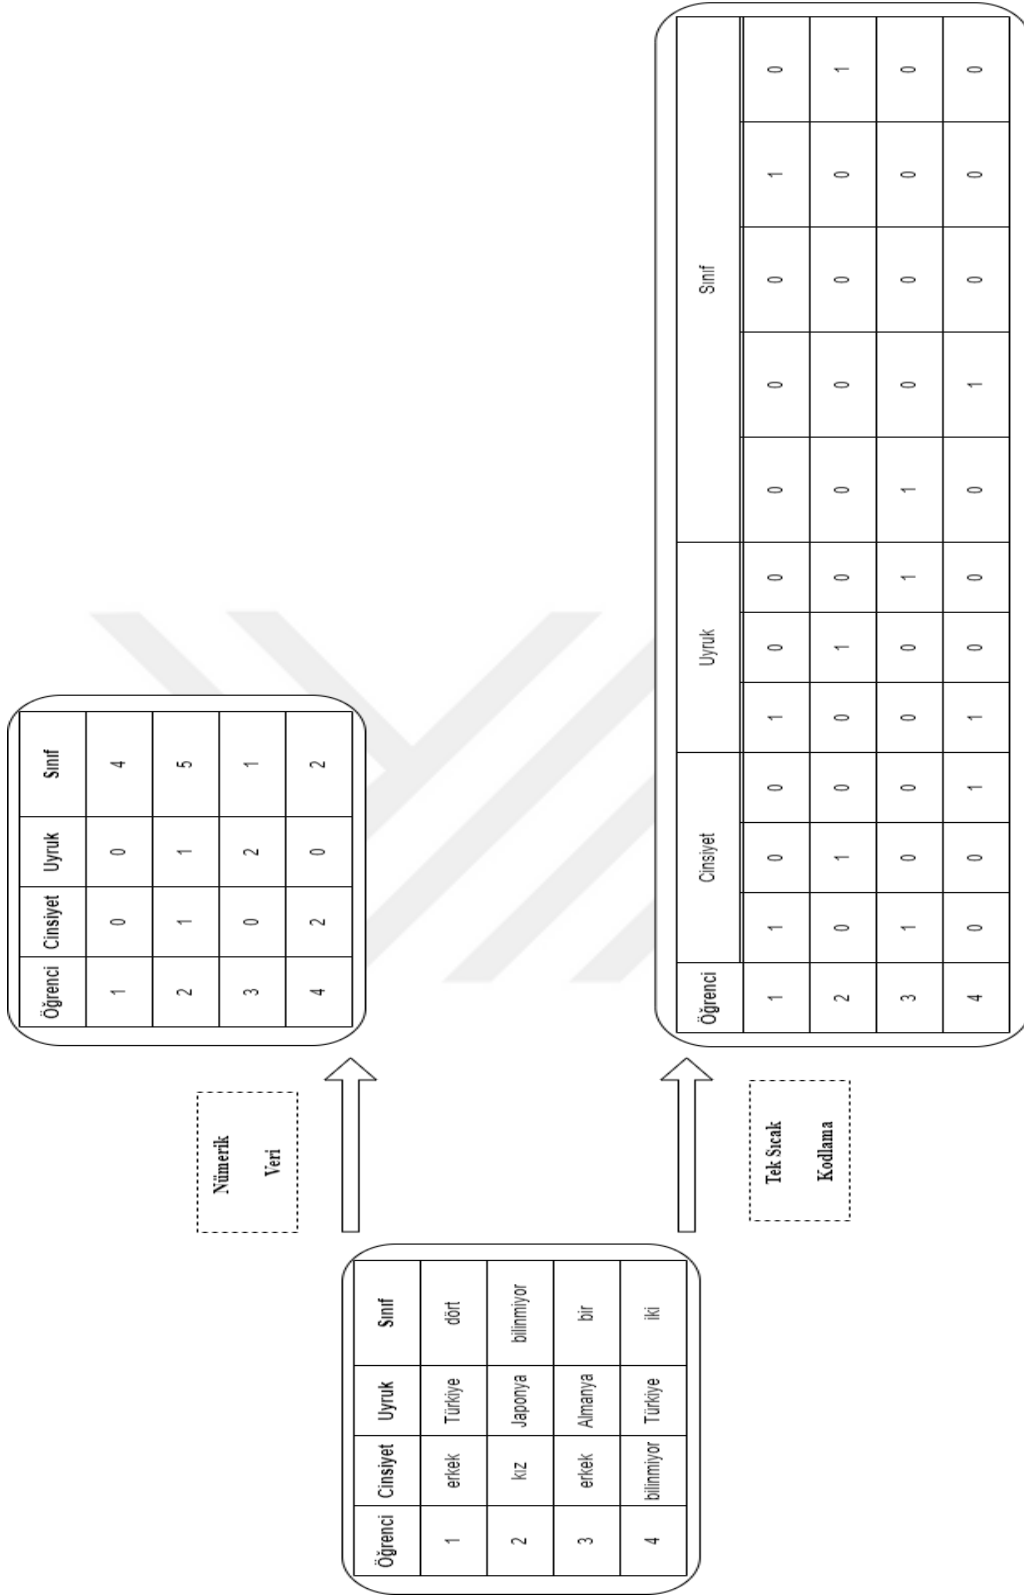 Öğrenci Cinsiyet Uyruk Sınıf
1 erkek Türkiye dört
2 kız Japonya bilinmiyor
3 erkek Almanya bir
4 bilinmiyor Türkiye iki
Nümerik
Veri
Öğrenci Cinsiyet Uyruk Sınıf
1 0 0 4
2 1 1 5
3 0 2 1
4 2 0 2
Tek Sıcak
Kodlama
Öğrenci Cinsiyet Uyruk Sınıf
1 1 0 0 1 0 0 0 0 0 1 0
2 0 1 0 0 1 0 0 0 0 0 1
3 1 0 0 0 0 1 1 0 0 0 0
4 0 0 1 1 0 0 0 1 0 0 0